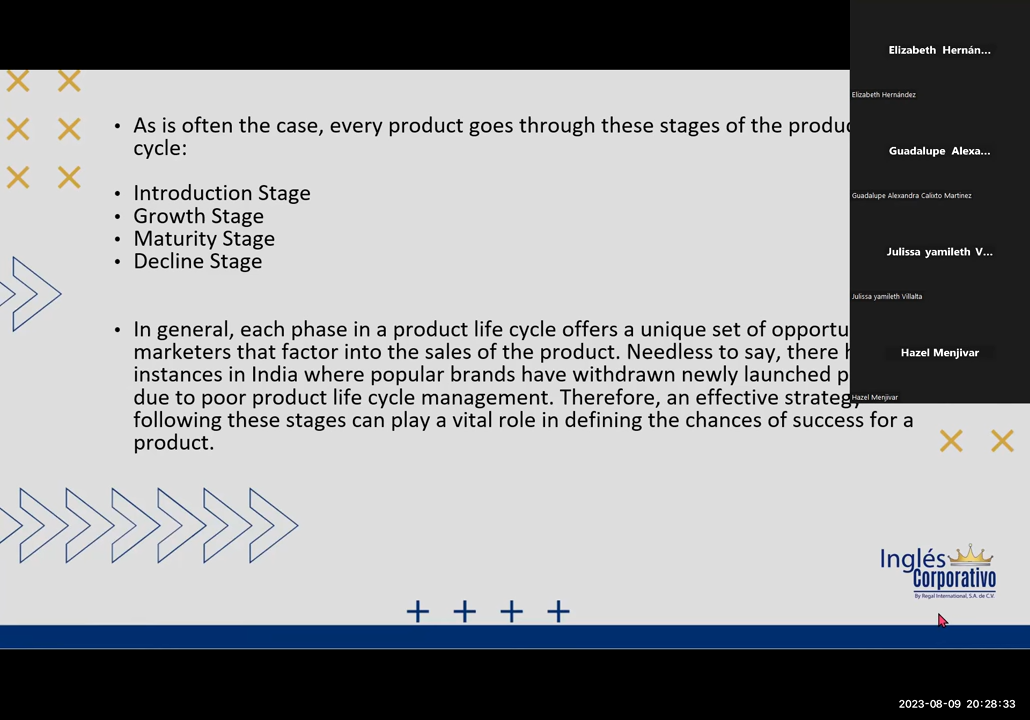 • As is often the case, every product goes through these stages of the
cycle:
• Introduction Stage
• Growth Stage
• Maturity Stage
• Decline Stage
• In general, each phase in a product life cycle offers a unique set of
marketers that factor into the sales of the product. Needless to say, there
instances in India where popular brands have withdrawn newly launched
due to poor product life cycle management. Therefore, an effective strategy
following these stages can play a vital role in defining the chances of success for a
product.
Elizabeth Hernán...
Elizabeth Hernández
Guadalupe Alexa...
Guadalupe Alexandra Calixto Martinez
Julissa yamileth V...
Julissa yamileth Villalta
Hazel Menjivar
Hazel Menjivar
Inglés
Corporativo
By Regal International, S.A. de C.V.
2023-08-09 20:28:33